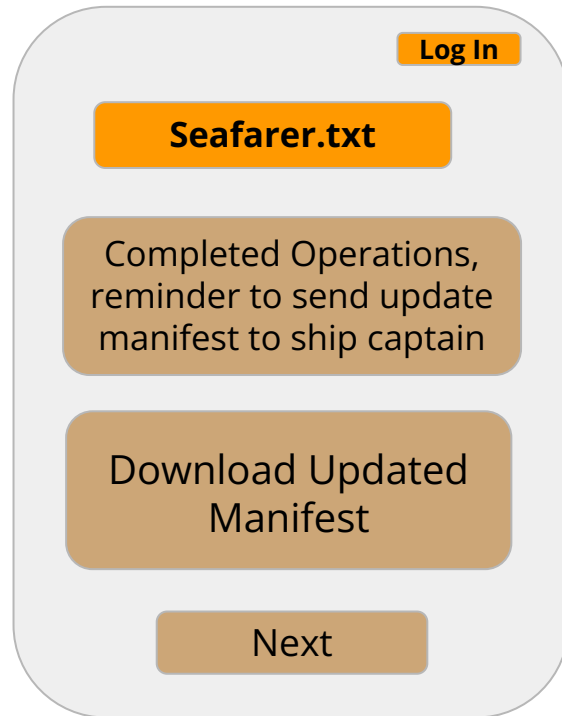 Log In
Seafarer.txt
Completed Operations,
reminder to send update
manifest to ship captain
Download Updated
Manifest
Next